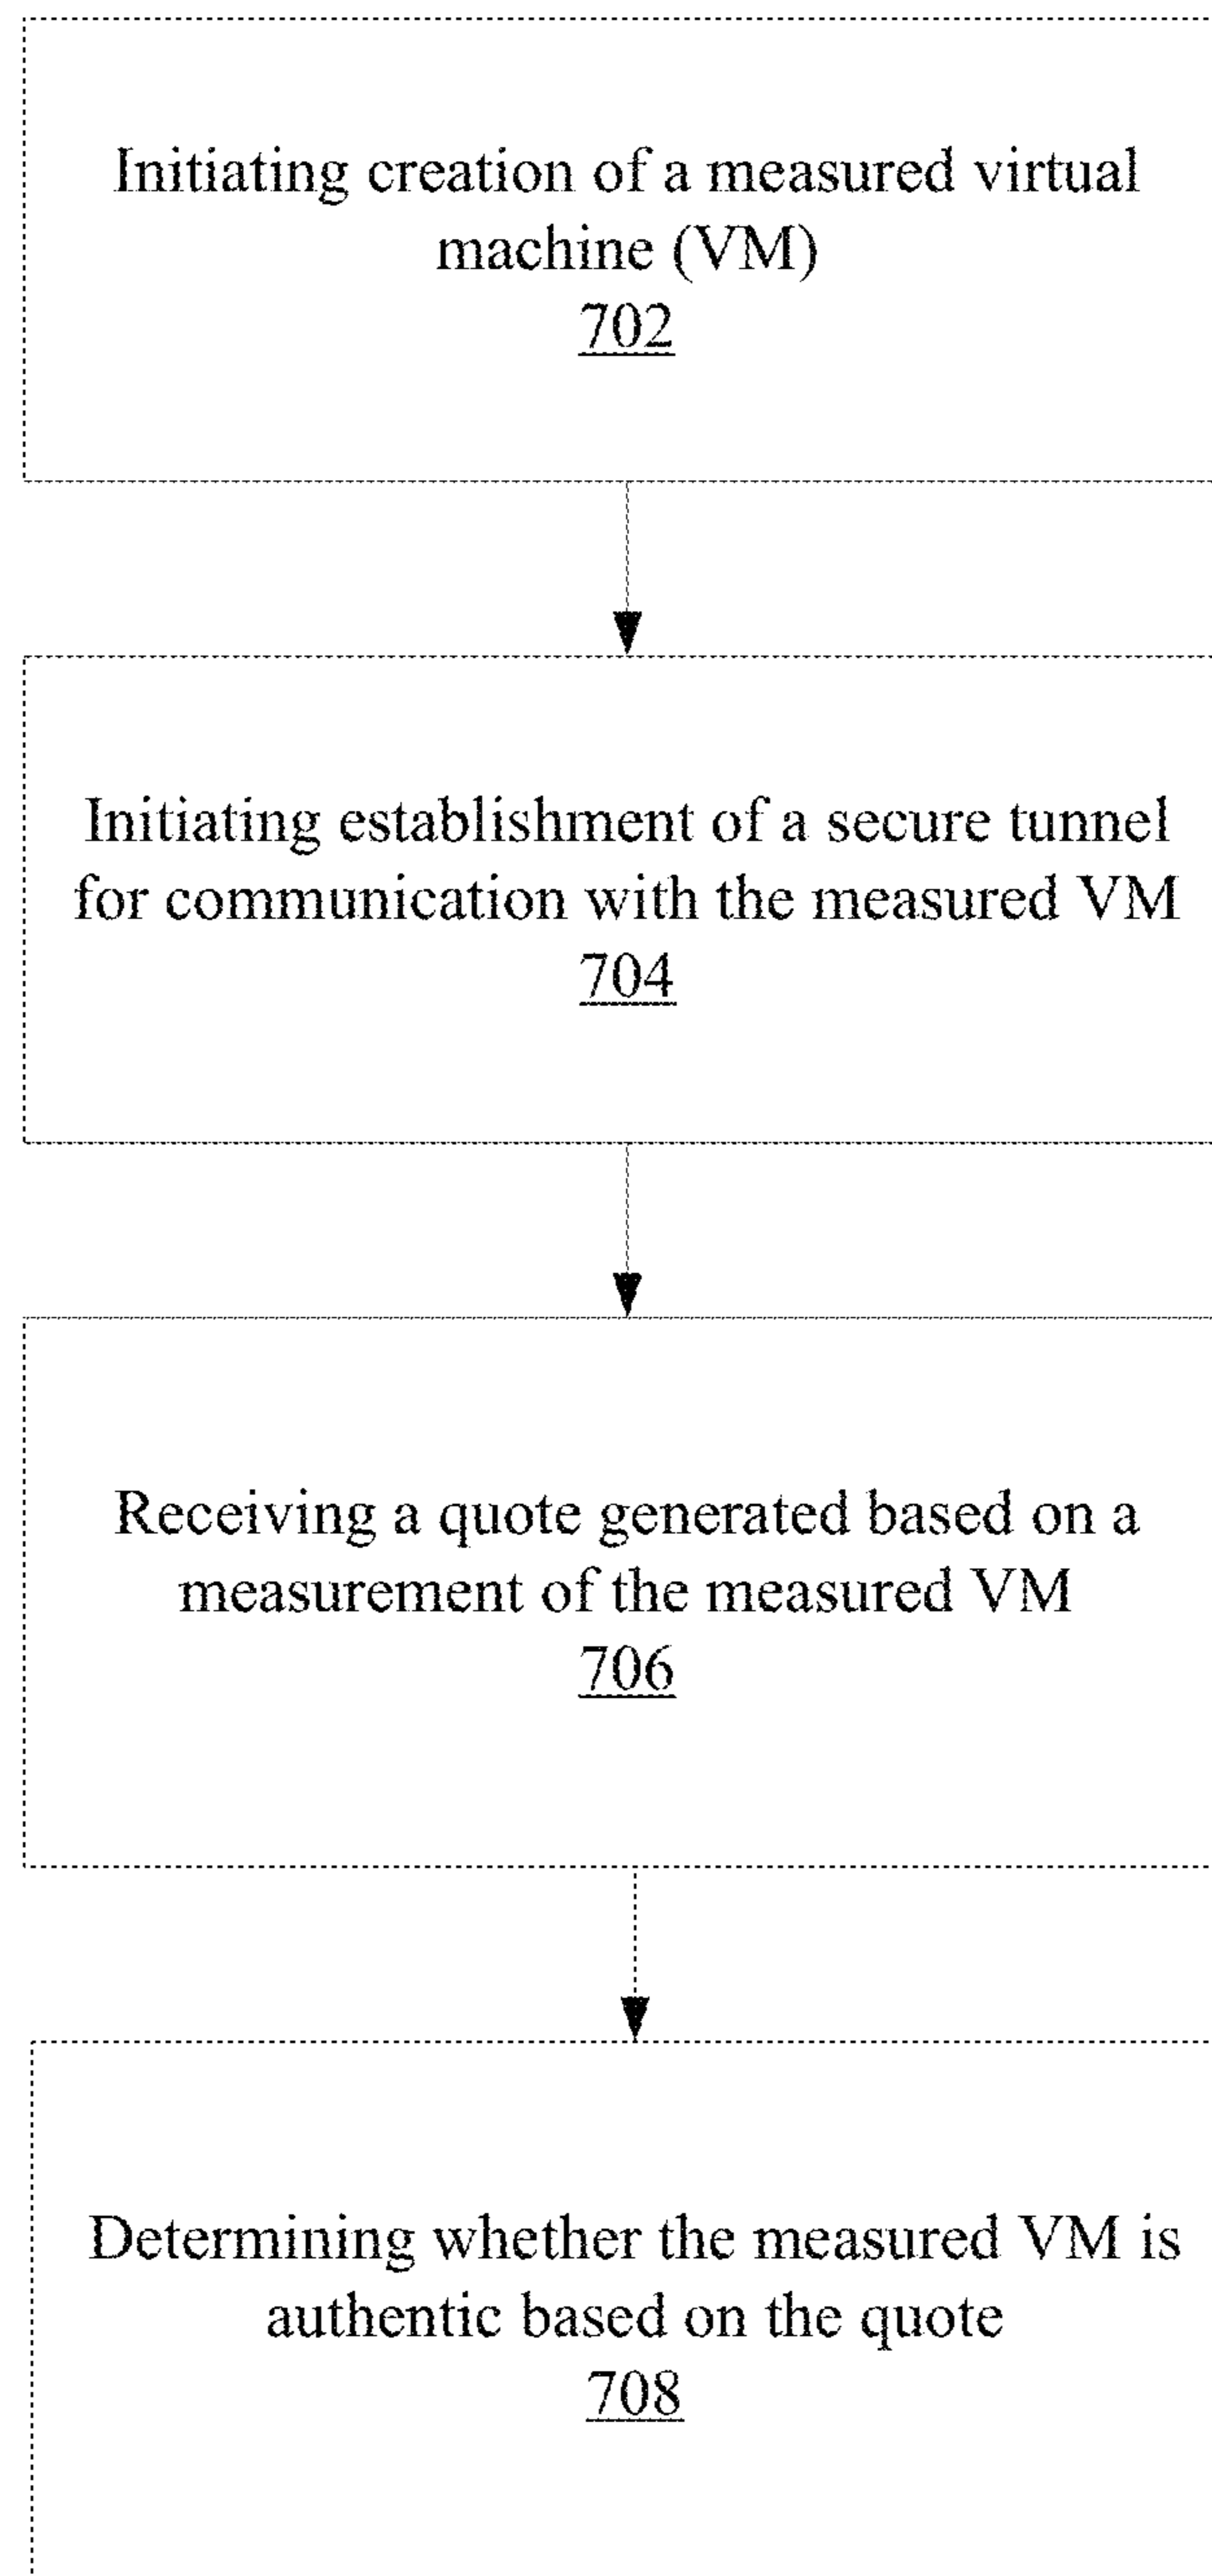 Initiating creation of a measured virtual
machine (VM)
702
Initiating establishment of a secure tunnel
for communication with the measured VM
704
Receiving a quote generated based on a
measurement of the measured VM
706
Determining whether the measured VM is
authentic based on the quote
708